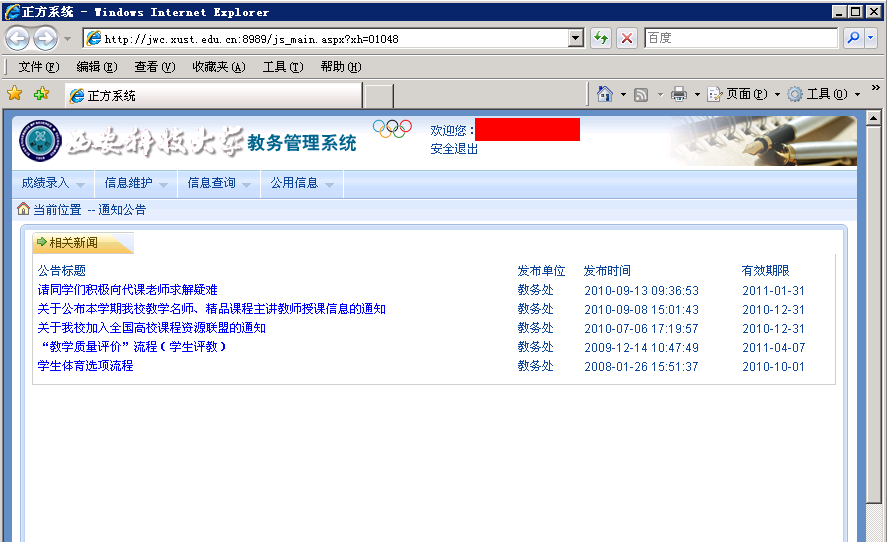 正方系统 - Windows Internet Explorer
http://jwc.xust.edu.cn:8989/js_main.aspx?xh=01048
百度
文件(F) 编辑(E) 查看(V) 收藏夹(A) 工具(T) 帮助(H)
正方系统
页面(P) 工具(O) »
西安科技大学 教务管理系统
欢迎您：
安全退出
成绩录入 信息维护 信息查询 公用信息
当前位置 -- 通知公告
相关新闻
公告标题 发布单位 发布时间 有效期限
请同学们积极向代课老师求解疑难 教务处 2010-09-13 09:36:53 2011-01-31
关于公布本学期我校教学名师、精品课程主讲教师授课信息的通知 教务处 2010-09-08 15:01:43 2010-12-31
关于我校加入全国高校课程资源联盟的通知 教务处 2010-07-06 17:19:57 2010-12-31
“教学质量评价”流程（学生评教） 教务处 2009-12-14 10:47:49 2011-04-07
学生体育选项流程 教务处 2008-01-26 15:51:37 2010-10-01